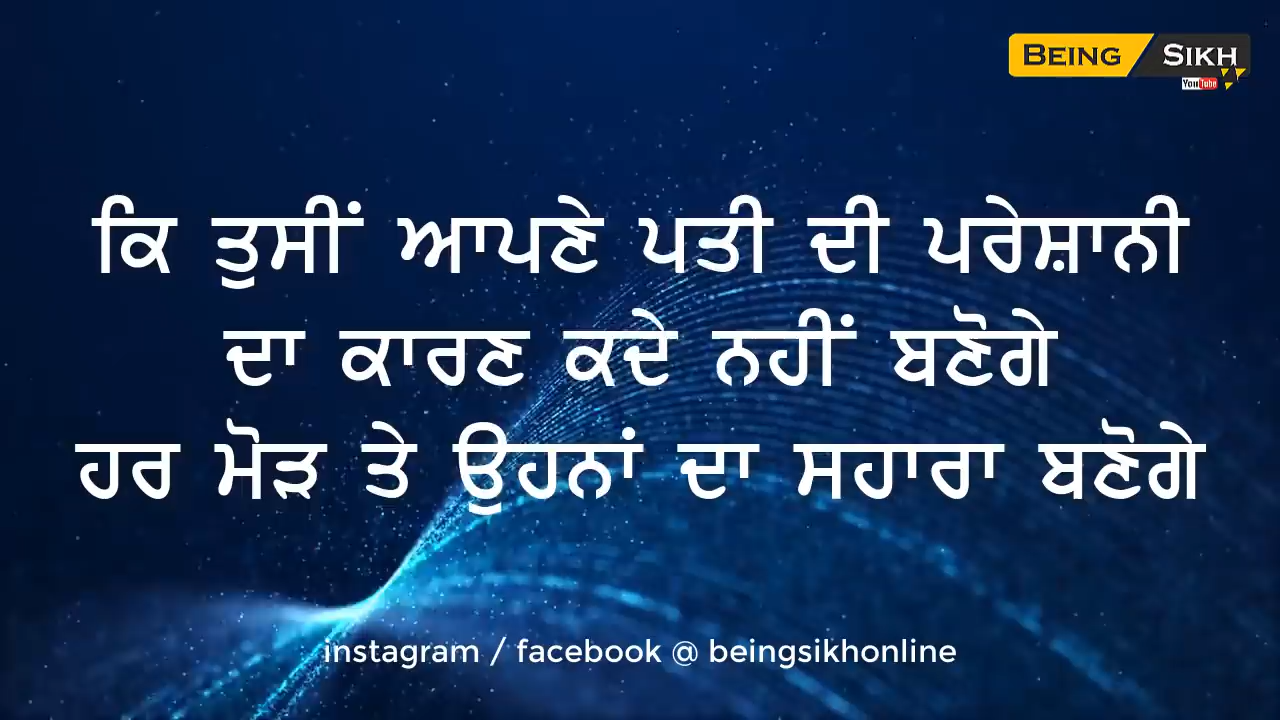 BEING SIKH
YouTube
ਕਿ ਤੁਸੀਂ ਆਪਣੇ ਪਤੀ ਦੀ ਪਰੇਸ਼ਾਨੀ
ਦਾ ਕਾਰਣ ਕਦੇ ਨਹੀਂ ਬਣੋਗੇ
ਹਰ ਮੋੜ ਤੇ ਉਹਨਾਂ ਦਾ ਸਹਾਰਾ ਬਣੋਗੇ
instagram / facebook @ beingsikhonline